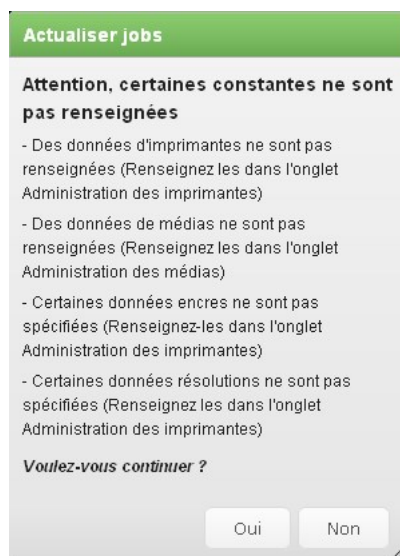 Actualiser jobs
Attention, certaines constantes ne sont
pas renseignées
- Des données d'imprimantes ne sont pas
renseignées (Renseignez les dans l'onglet
Administration des imprimantes)
- Des données de médias ne sont pas
renseignées (Renseignez les dans l'onglet
Administration des médias)
- Certaines données encres ne sont pas
spécifiées (Renseignez-les dans l'onglet
Administration des imprimantes)
- Certaines données résolutions ne sont pas
spécifiées (Renseignez les dans l'onglet
Administration des imprimantes)
Voulez-vous continuer ?
Oui Non